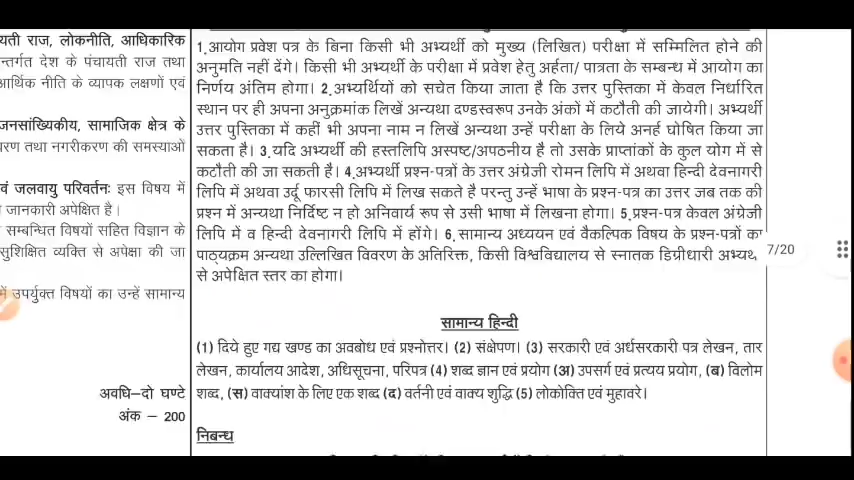 यती राज, लोकनीति, आधिकारिक
न्तर्गत देश के पंचायती राज तथा
आर्थिक नीति के व्यापक लक्षणों एवं
जनसांख्यिकीय, सामाजिक क्षेत्र के
वरण तथा नगरीकरण की समस्याओं
वं जलवायु परिवर्तनः इस विषय में
जानकारी अपेक्षित है।
सम्बन्धित विषयों सहित विज्ञान के
सुशिक्षित व्यक्ति से अपेक्षा की जा
में उपर्युक्त विषयों का उन्हें सामान्य
अवधि–दो घण्टे
अंक – 200
1.आयोग प्रवेश पत्र के बिना किसी भी अभ्यर्थी को मुख्य (लिखित) परीक्षा में सम्मिलित होने की
अनुमति नहीं देंगे। किसी भी अभ्यर्थी के परीक्षा में प्रवेश हेतु अर्हता/ पात्रता के सम्बन्ध में आयोग का
निर्णय अंतिम होगा। 2.अभ्यर्थियों को सचेत किया जाता है कि उत्तर पुस्तिका में केवल निर्धारित
स्थान पर ही अपना अनुक्रमांक लिखें अन्यथा दण्डस्वरूप उनके अंकों में कटौती की जायेगी। अभ्यर्थी
उत्तर पुस्तिका में कहीं भी अपना नाम न लिखें अन्यथा उन्हें परीक्षा के लिये अनर्ह घोषित किया जा
सकता है। 3.यदि अभ्यर्थी की हस्तलिपि अस्पष्ट/अपठनीय है तो उसके प्राप्तांकों के कुल योग में से
कटौती की जा सकती है। 4.अभ्यर्थी प्रश्न-पत्रों के उत्तर अंग्रेजी रोमन लिपि में अथवा हिन्दी देवनागरी
लिपि में अथवा उर्दू फारसी लिपि में लिख सकते है परन्तु उन्हें भाषा के प्रश्न-पत्र का उत्तर जब तक की
प्रश्न में अन्यथा निर्दिष्ट न हो अनिवार्य रूप से उसी भाषा में लिखना होगा। 5.प्रश्न-पत्र केवल अंग्रेजी
लिपि में व हिन्दी देवनागरी लिपि में होंगे। 6.सामान्य अध्ययन एवं वैकल्पिक विषय के प्रश्न-पत्रों का
पाठ्यक्रम अन्यथा उल्लिखित विवरण के अतिरिक्त, किसी विश्वविद्यालय से स्नातक डिग्रीधारी अभ्यर्थ
से अपेक्षित स्तर का होगा।
7/20
सामान्य हिन्दी
(1) दिये हुए गद्य खण्ड का अवबोध एवं प्रश्नोत्तर। (2) संक्षेपण। (3) सरकारी एवं अर्धसरकारी पत्र लेखन, तार
लेखन, कार्यालय आदेश, अधिसूचना, परिपत्र (4) शब्द ज्ञान एवं प्रयोग (अ) उपसर्ग एवं प्रत्यय प्रयोग, (ब) विलोम
शब्द, (स) वाक्यांश के लिए एक शब्द (द) वर्तनी एवं वाक्य शुद्धि (5) लोकोक्ति एवं मुहावरे।
निबन्ध